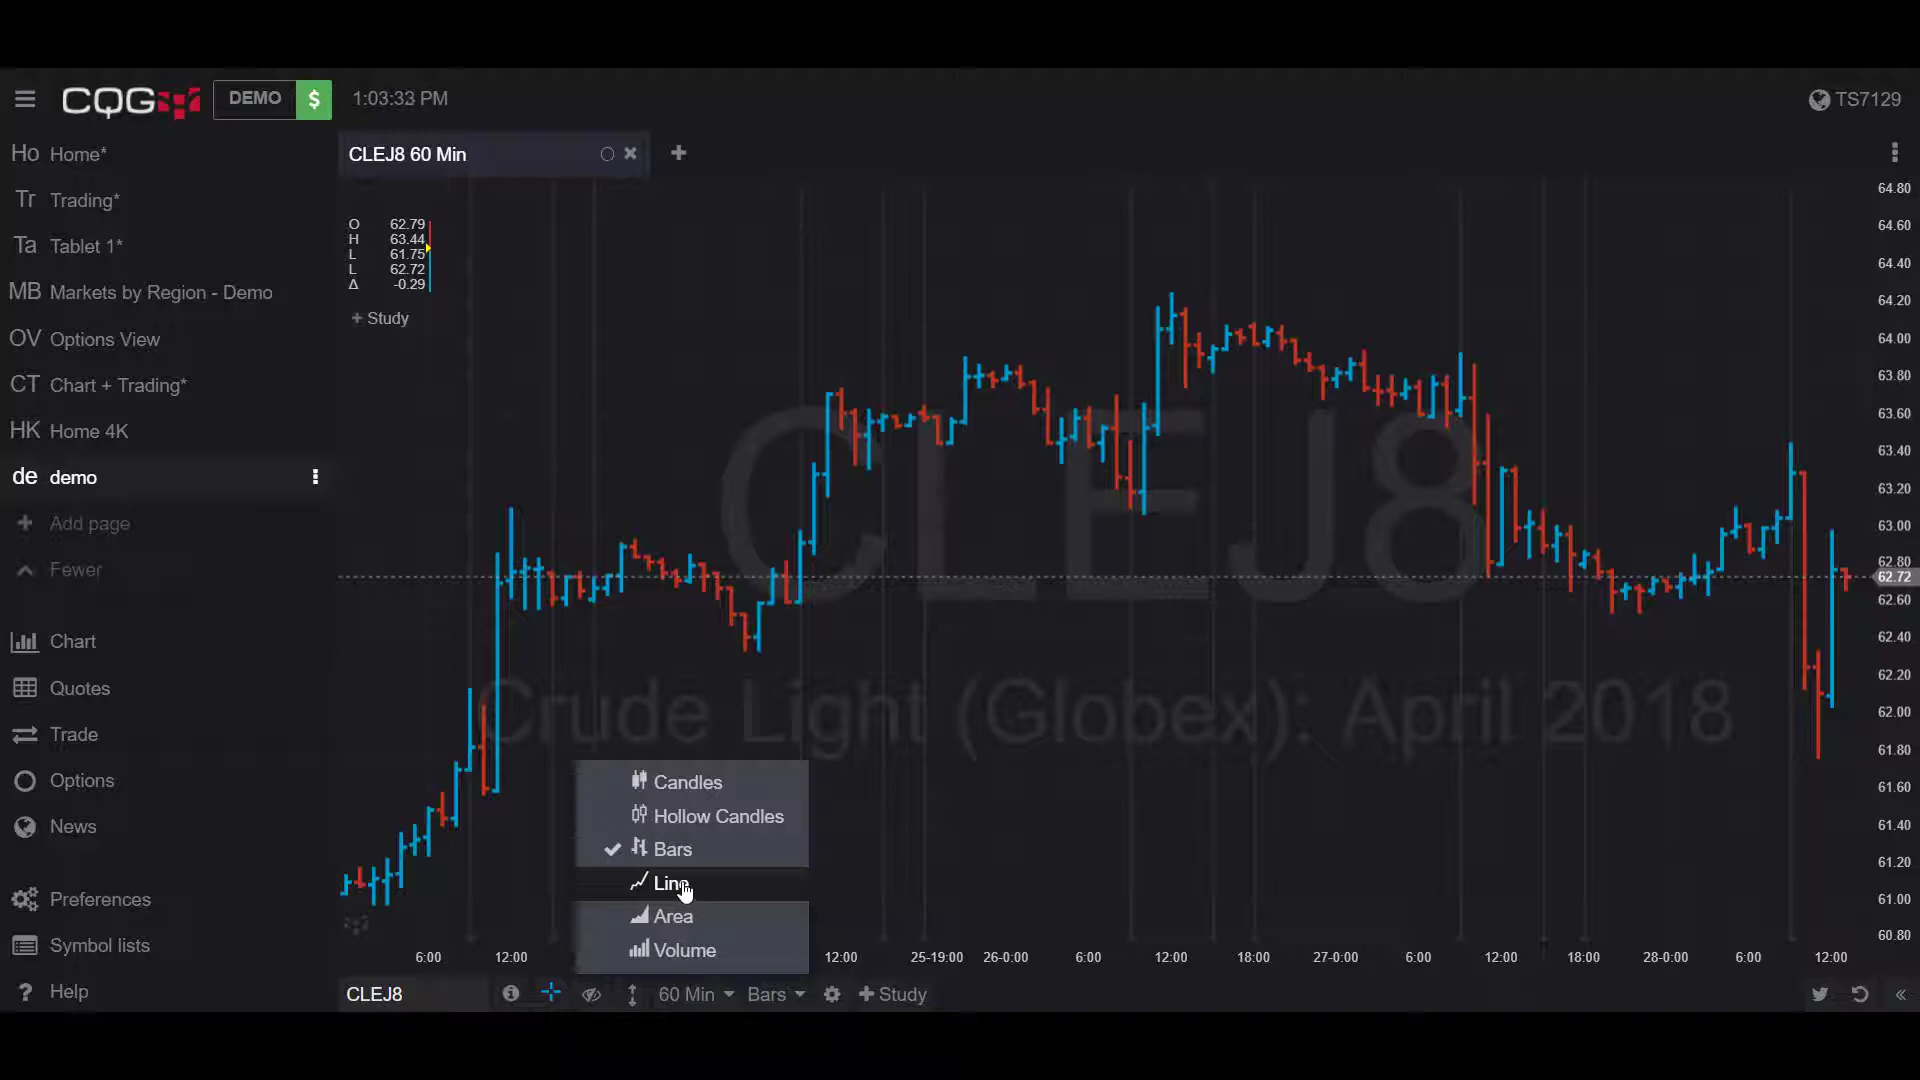 CQG DEMO $ 1:03:33 PM TS7129
Ho Home*
Tr Trading*
Ta Tablet 1*
MB Markets by Region - Demo
OV Options View
CT Chart + Trading*
HK Home 4K
de demo
Add page
Fewer
Chart
Quotes
Trade
Options
News
Preferences
Symbol lists
? Help
CLEJ8 60 Min
O 62.79
H 63.44
L 61.75
L 62.72
Δ -0.29
+ Study
CLEJ8
Crude Light (Globex): April 2018
64.80
64.60
64.40
64.20
64.00
63.80
63.60
63.40
63.20
63.00
62.80
62.72
62.60
62.40
62.20
62.00
61.80
61.60
61.40
61.20
61.00
60.80
Candles
Hollow Candles
Bars
Line
Area
Volume
6:00 12:00 12:00 25-19:00 26-0:00 6:00 12:00 18:00 27-0:00 6:00 12:00 18:00 28-0:00 6:00 12:00
CLEJ8 60 Min Bars + Study «